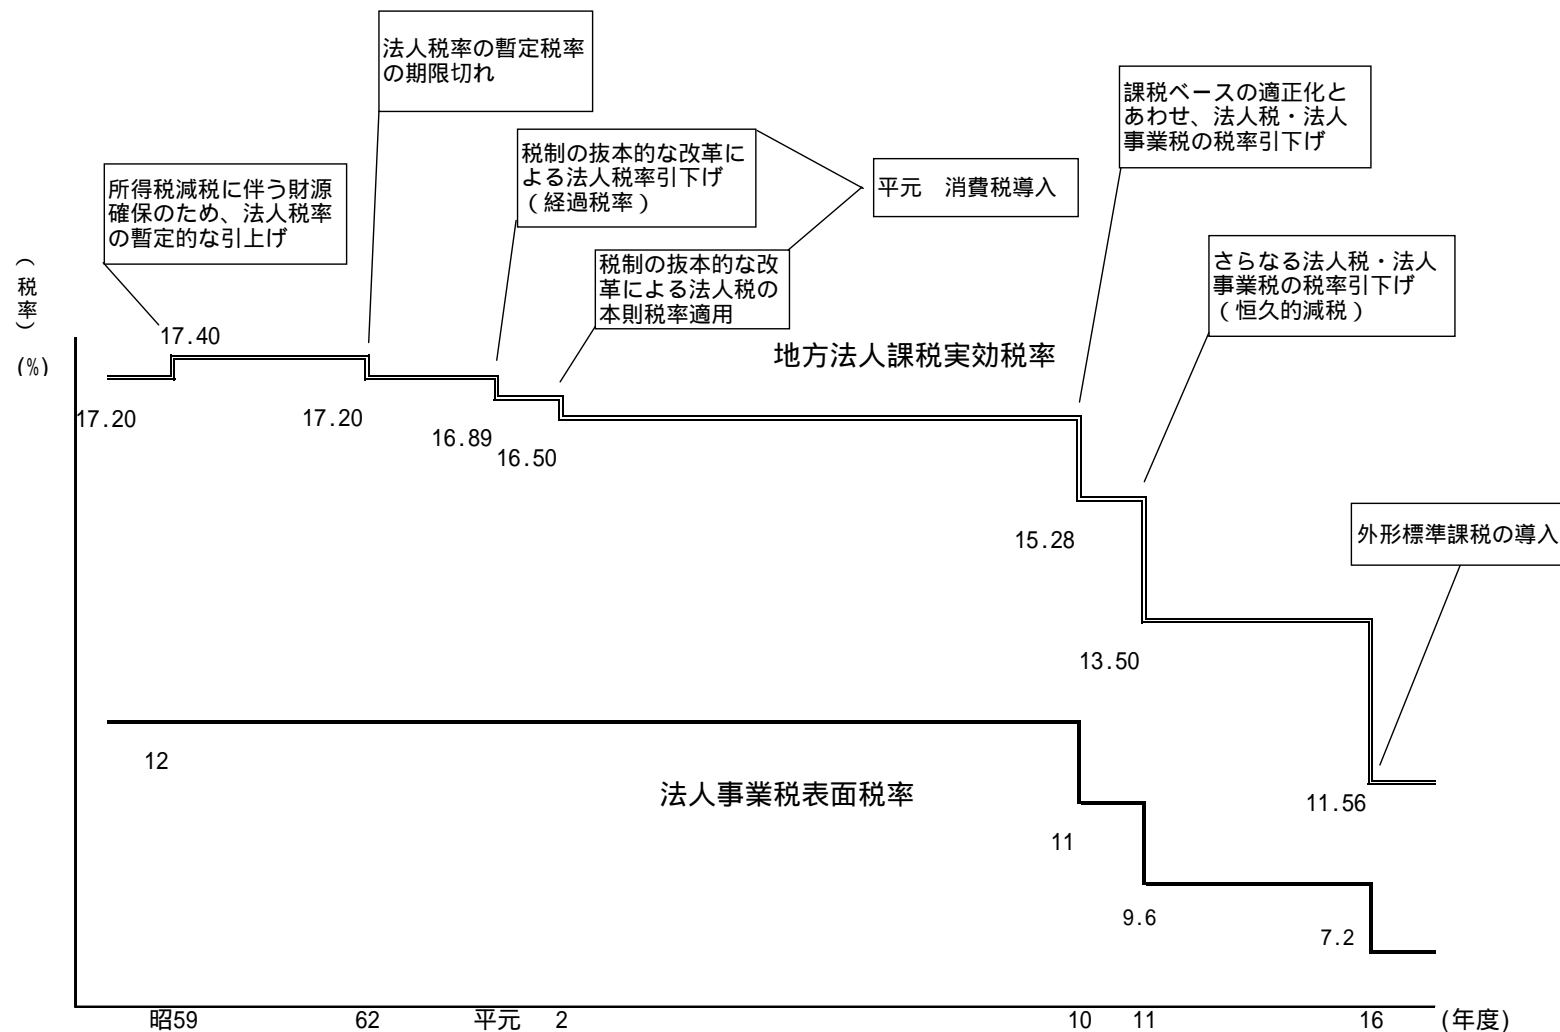 法人税率の暫定税率
の期限切れ
課税ベースの適正化と
あわせ、法人税・法人
事業税の税率引下げ
税制の抜本的な改革に
よる法人税率引下げ
(経過税率)
平元 消費税導入
所得税減税に伴う財源
確保のため、法人税率
の暫定的な引上げ
税制の抜本的な改
革による法人税の
本則税率適用
さらなる法人税・法人
事業税の税率引下げ
(恒久的減税)
(税率)
(%)
17.40
地方法人課税実効税率
17.20
17.20
16.89
16.50
15.28
外形標準課税の導入
13.50
12
法人事業税表面税率
11.56
11
9.6
7.2
昭59 62 平元 2 10 11 16 (年度)